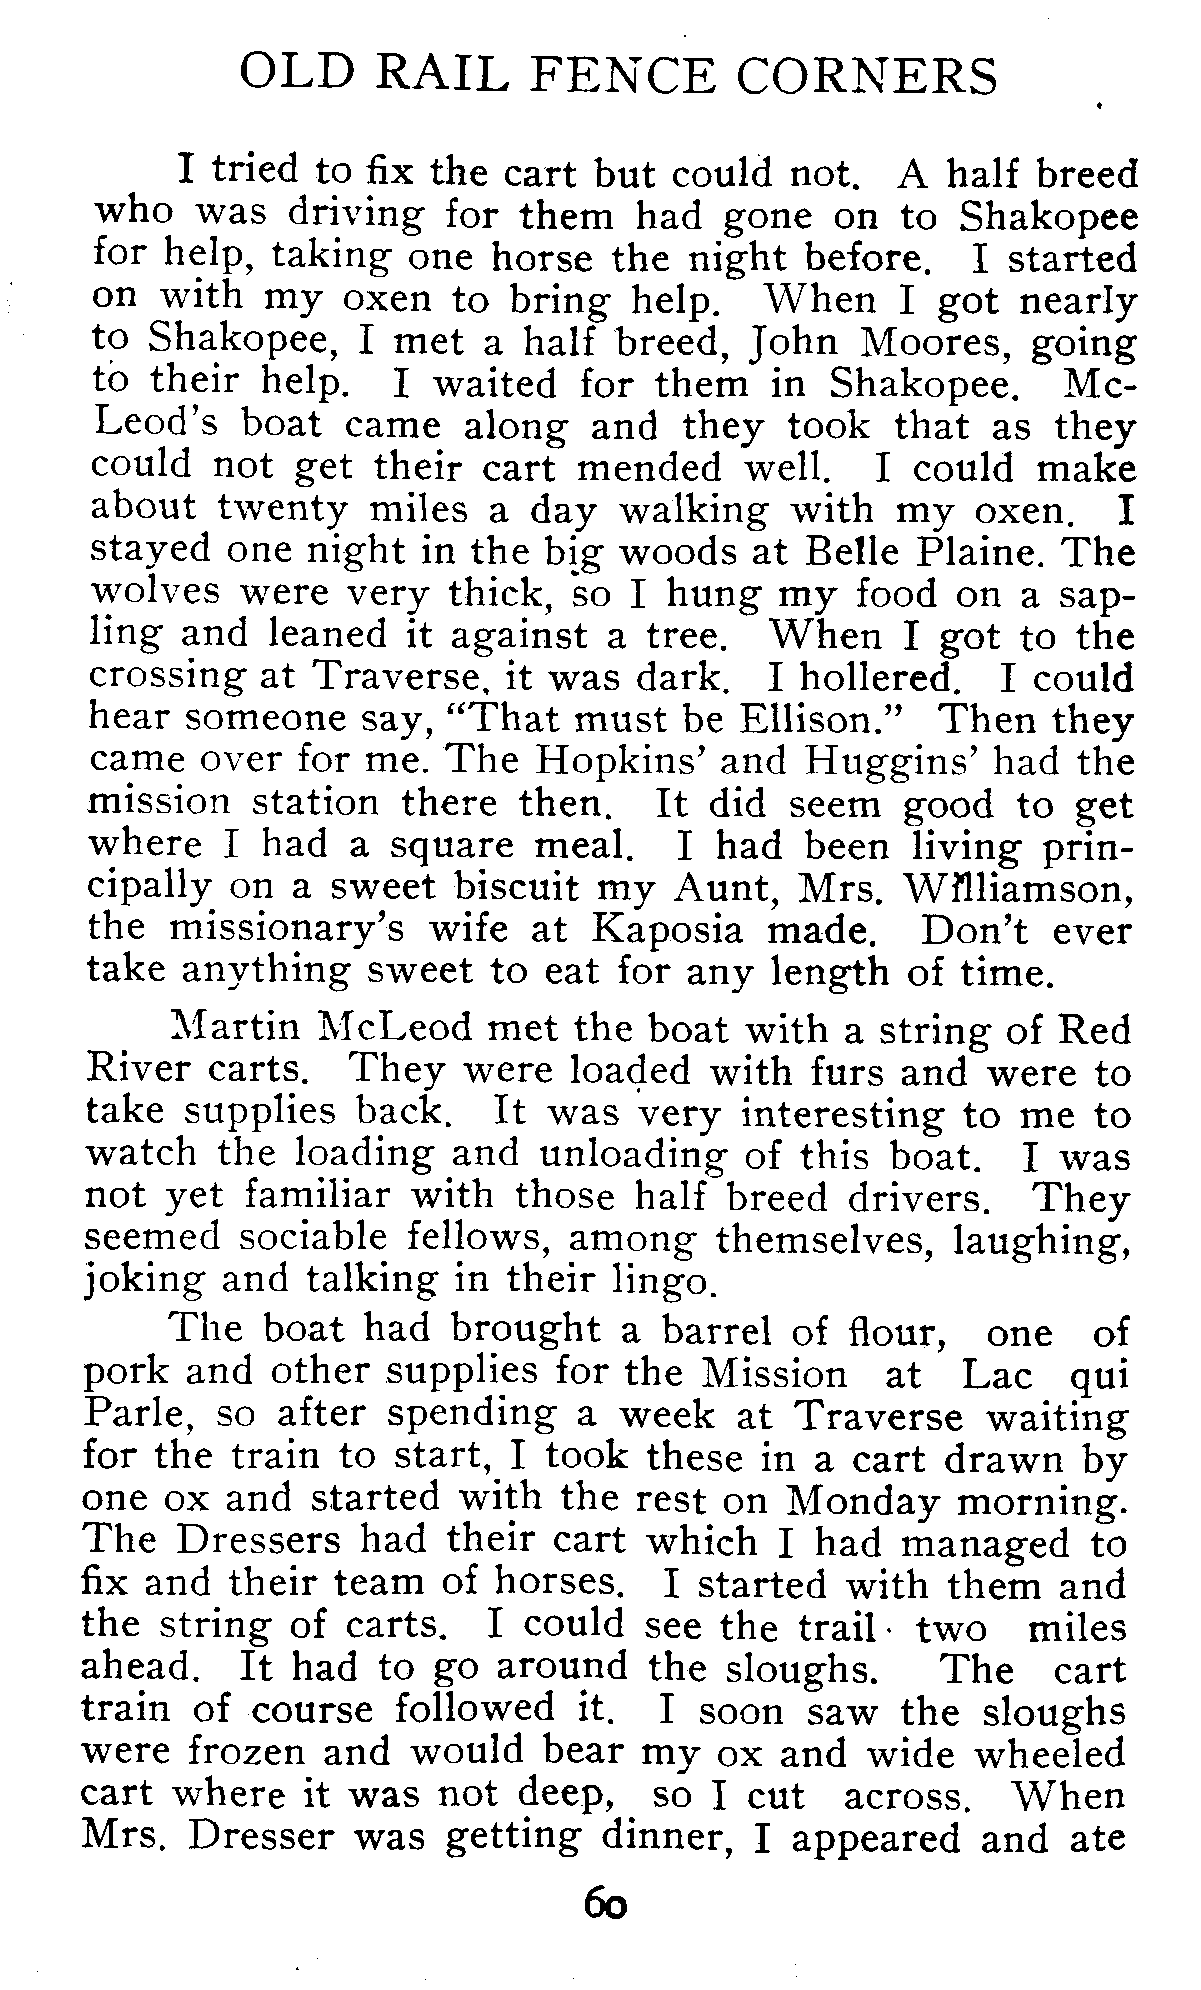 OLD RAIL FENCE CORNERS
I tried to fix the cart but could not. A half breed
who was driving for them had gone on to Shakopee
for help, taking one horse the night before. I started
on with my oxen to bring help. When I got nearly
to Shakopee, I met a half breed, John Moores, going
to their help. I waited for them in Shakopee. Mc-
Leod's boat came along and they took that as they
could not get their cart mended well. I could make
about twenty miles a day walking with my oxen. I
stayed one night in the big woods at Belle Plaine. The
wolves were very thick, so I hung my food on a sap-
ling and leaned it against a tree. When I got to the
crossing at Traverse, it was dark. I hollered. I could
hear someone say, "That must be Ellison." Then they
came over for me. The Hopkins' and Huggins' had the
mission station there then. It did seem good to get
where I had a square meal. I had been living prin-
cipally on a sweet biscuit my Aunt, Mrs. Williamson,
the missionary's wife at Kaposia made. Don't ever
take anything sweet to eat for any length of time.
Martin McLeod met the boat with a string of Red
River carts. They were loaded with furs and were to
take supplies back. It was very interesting to me to
watch the loading and unloading of this boat. I was
not yet familiar with those half breed drivers. They
seemed sociable fellows, among themselves, laughing,
joking and talking in their lingo.
The boat had brought a barrel of flour, one of
pork and other supplies for the Mission at Lac qui
Parle, so after spending a week at Traverse waiting
for the train to start, I took these in a cart drawn by
one ox and started with the rest on Monday morning.
The Dressers had their cart which I had managed to
fix and their team of horses. I started with them and
the string of carts. I could see the trail two miles
ahead. It had to go around the sloughs. The cart
train of course followed it. I soon saw the sloughs
were frozen and would bear my ox and wide wheeled
cart where it was not deep, so I cut across. When
Mrs. Dresser was getting dinner, I appeared and ate
60